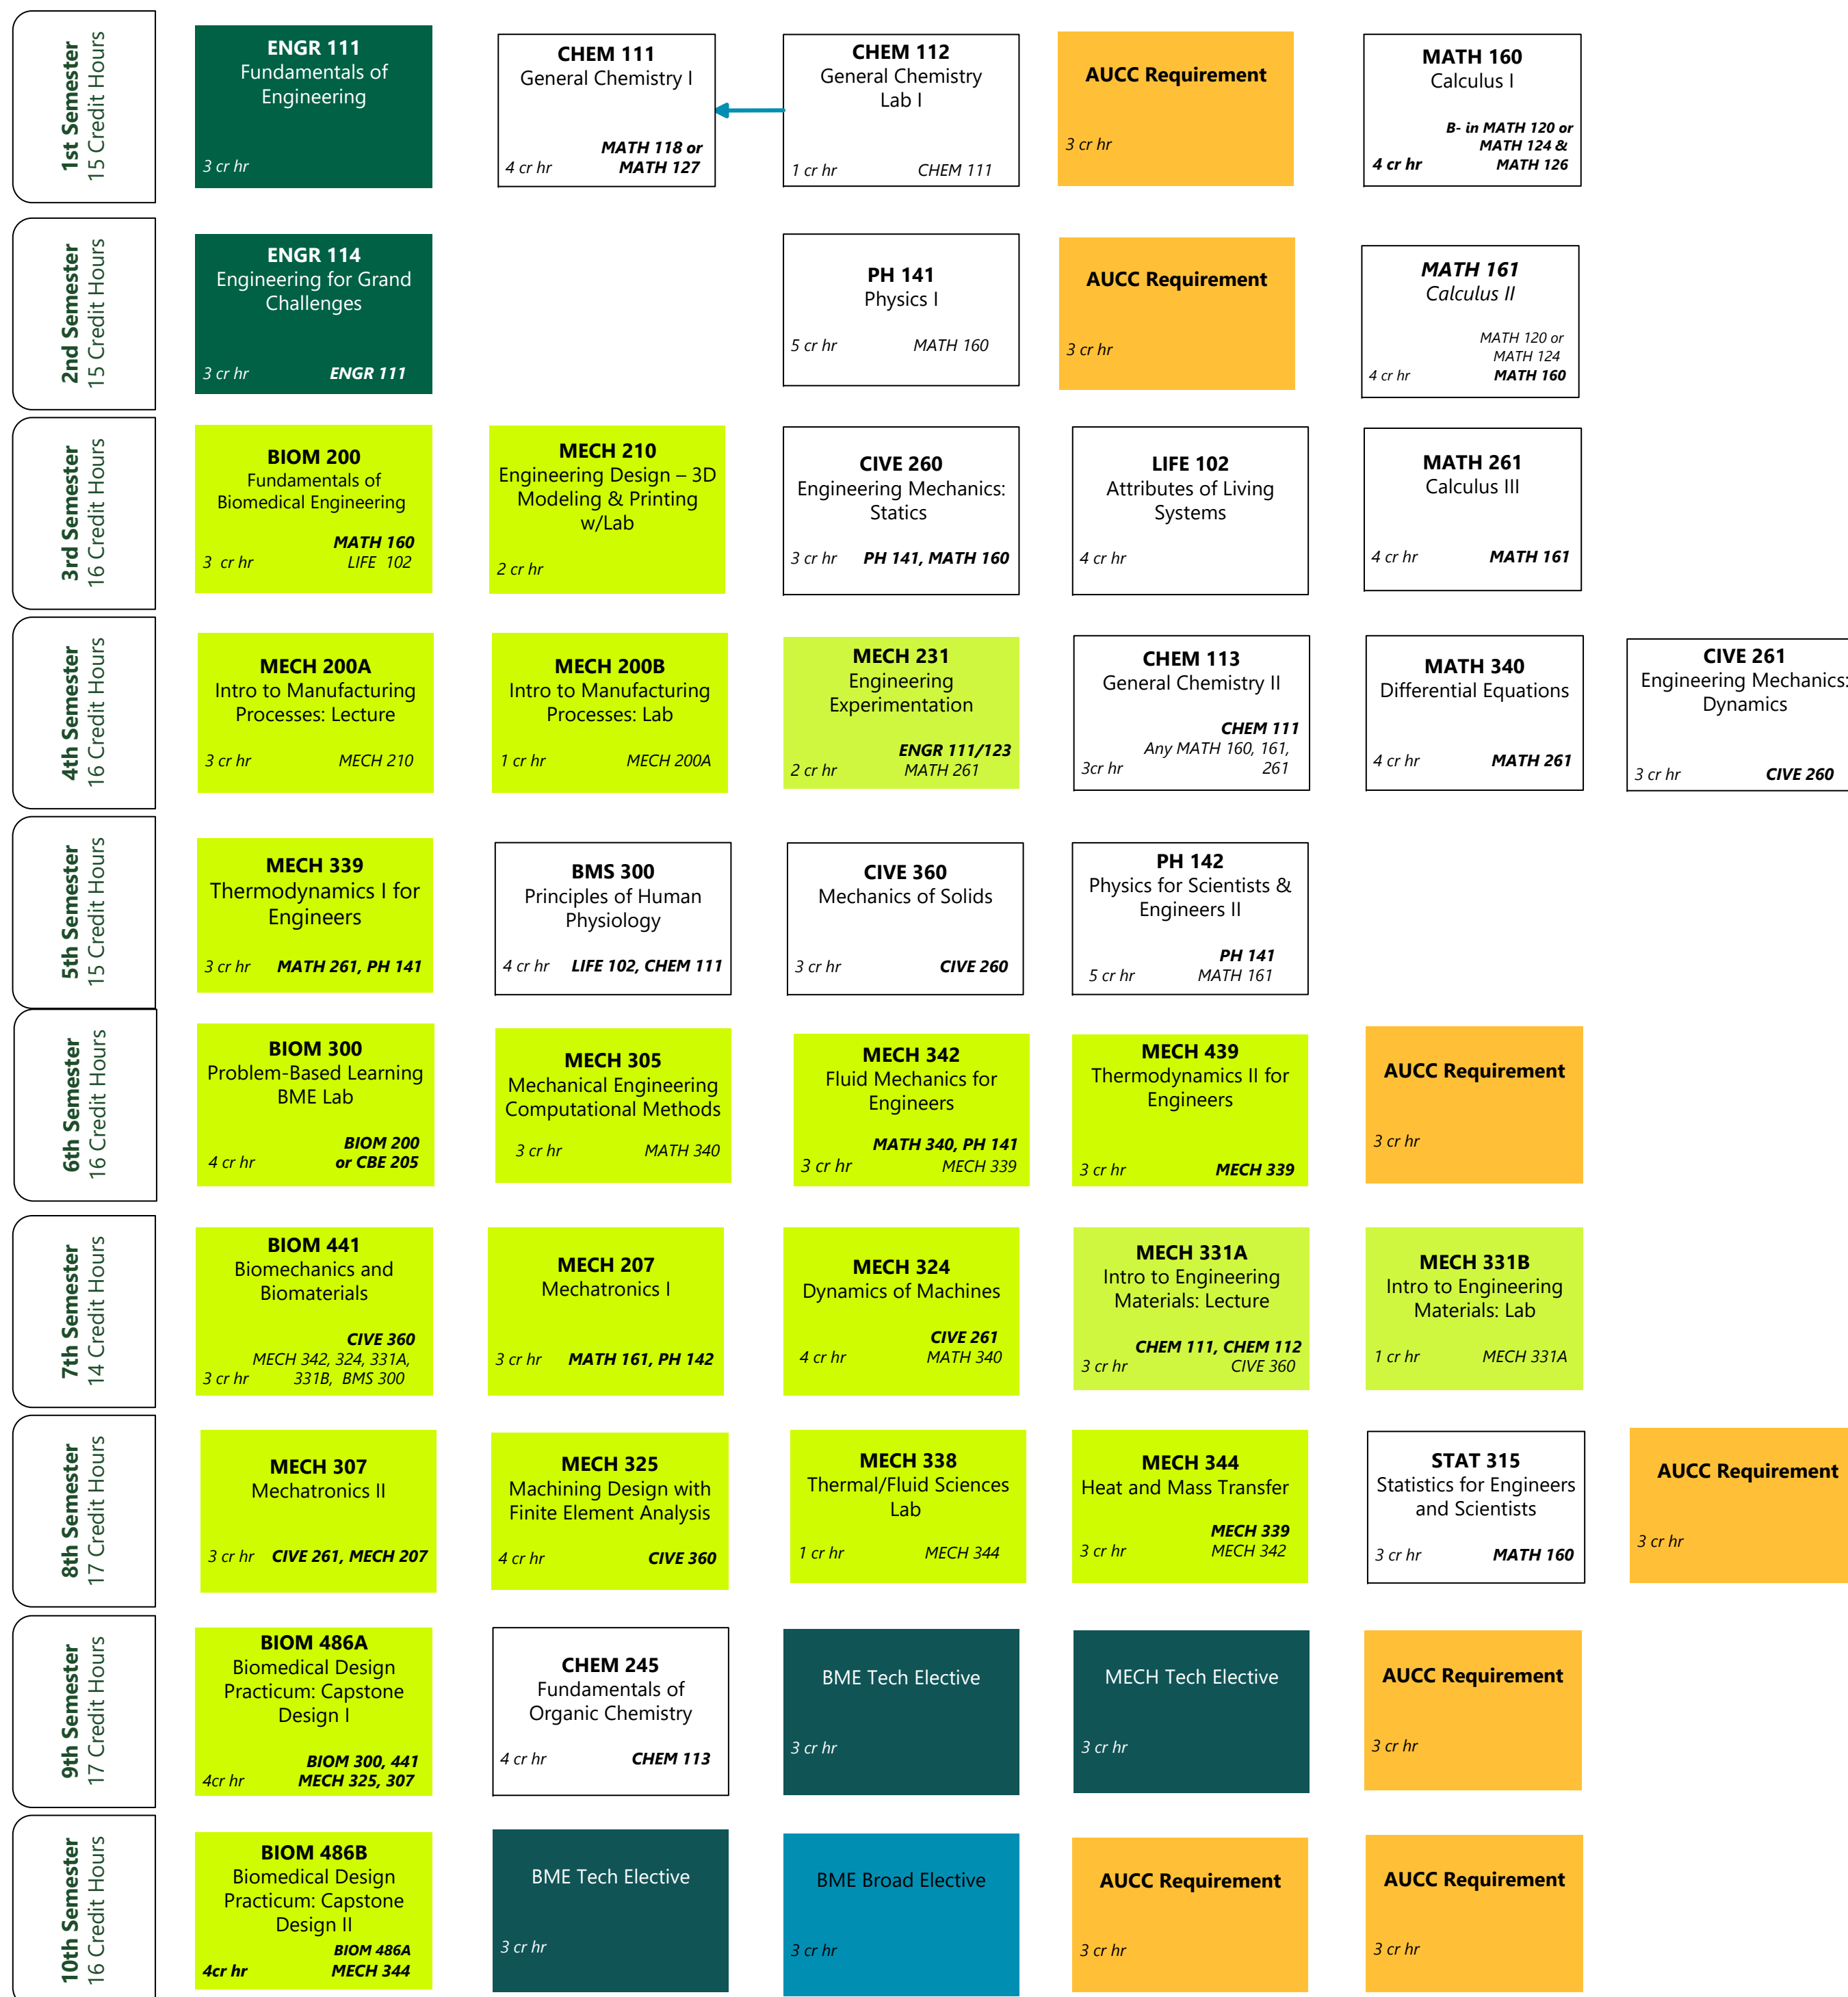 1st Semester
15 Credit Hours
ENGR 111
Fundamentals of
Engineering
3 cr hr
CHEM 111
General Chemistry I
MATH 118 or
4 cr hr MATH 127
CHEM 112
General Chemistry
Lab I
1 cr hr CHEM 111
AUCC Requirement
3 cr hr
MATH 160
Calculus I
B- in MATH 120 or
MATH 124 &
4 cr hr MATH 126
2nd Semester
15 Credit Hours
ENGR 114
Engineering for Grand
Challenges
3 cr hr ENGR 111
PH 141
Physics I
5 cr hr MATH 160
AUCC Requirement
3 cr hr
MATH 161
Calculus II
MATH 120 or
MATH 124
4 cr hr MATH 160
3rd Semester
16 Credit Hours
BIOM 200
Fundamentals of
Biomedical Engineering
MATH 160
3 cr hr LIFE 102
MECH 210
Engineering Design – 3D
Modeling & Printing
w/Lab
2 cr hr
CIVE 260
Engineering Mechanics:
Statics
3 cr hr PH 141, MATH 160
LIFE 102
Attributes of Living
Systems
4 cr hr
MATH 261
Calculus III
4 cr hr MATH 161
4th Semester
16 Credit Hours
MECH 200A
Intro to Manufacturing
Processes: Lecture
3 cr hr MECH 210
MECH 200B
Intro to Manufacturing
Processes: Lab
1 cr hr MECH 200A
MECH 231
Engineering
Experimentation
ENGR 111/123
2 cr hr MATH 261
CHEM 113
General Chemistry II
CHEM 111
Any MATH 160, 161,
3cr hr 261
MATH 340
Differential Equations
4 cr hr MATH 261
CIVE 261
Engineering Mechanics:
Dynamics
3 cr hr CIVE 260
5th Semester
15 Credit Hours
MECH 339
Thermodynamics I for
Engineers
3 cr hr MATH 261, PH 141
BMS 300
Principles of Human
Physiology
4 cr hr LIFE 102, CHEM 111
CIVE 360
Mechanics of Solids
3 cr hr CIVE 260
PH 142
Physics for Scientists &
Engineers II
PH 141
5 cr hr MATH 161
6th Semester
16 Credit Hours
BIOM 300
Problem-Based Learning
BME Lab
BIOM 200
4 cr hr or CBE 205
MECH 305
Mechanical Engineering
Computational Methods
3 cr hr MATH 340
MECH 342
Fluid Mechanics for
Engineers
MATH 340, PH 141
3 cr hr MECH 339
MECH 439
Thermodynamics II for
Engineers
3 cr hr MECH 339
AUCC Requirement
3 cr hr
7th Semester
14 Credit Hours
BIOM 441
Biomechanics and
Biomaterials
CIVE 360
MECH 342, 324, 331A,
3 cr hr 331B, BMS 300
MECH 207
Mechatronics I
3 cr hr MATH 161, PH 142
MECH 324
Dynamics of Machines
CIVE 261
4 cr hr MATH 340
MECH 331A
Intro to Engineering
Materials: Lecture
CHEM 111, CHEM 112
3 cr hr CIVE 360
MECH 331B
Intro to Engineering
Materials: Lab
1 cr hr MECH 331A
8th Semester
17 Credit Hours
MECH 307
Mechatronics II
3 cr hr CIVE 261, MECH 207
MECH 325
Machining Design with
Finite Element Analysis
4 cr hr CIVE 360
MECH 338
Thermal/Fluid Sciences
Lab
1 cr hr MECH 344
MECH 344
Heat and Mass Transfer
MECH 339
3 cr hr MECH 342
STAT 315
Statistics for Engineers
and Scientists
3 cr hr MATH 160
AUCC Requirement
3 cr hr
9th Semester
17 Credit Hours
BIOM 486A
Biomedical Design
Practicum: Capstone
Design I
BIOM 300, 441
4cr hr MECH 325, 307
CHEM 245
Fundamentals of
Organic Chemistry
4 cr hr CHEM 113
BME Tech Elective
3 cr hr
MECH Tech Elective
3 cr hr
AUCC Requirement
3 cr hr
10th Semester
16 Credit Hours
BIOM 486B
Biomedical Design
Practicum: Capstone
Design II
BIOM 486A
4cr hr MECH 344
BME Tech Elective
3 cr hr
BME Broad Elective
3 cr hr
AUCC Requirement
3 cr hr
AUCC Requirement
3 cr hr